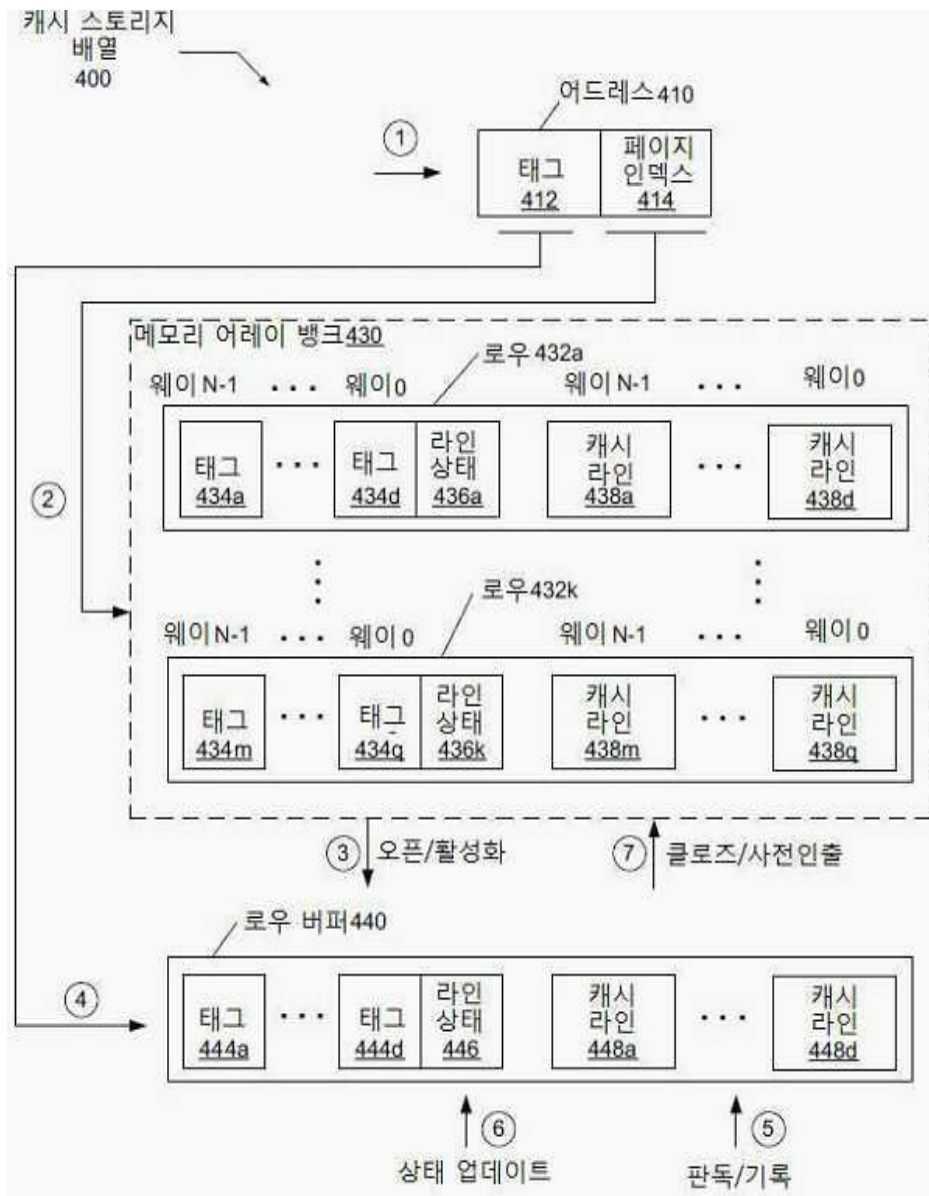 캐시 스토리지
배열
400
어드레스410
①
태그
412
페이지
인덱스
414
메모리 어레이 뱅크430
로우432a
웨이N-1 ··· 웨이0 웨이N-1 ··· 웨이0
태그
434a
···
태그
434d
라인
상태
436a
캐시
라인
438a
···
캐시
라인
438d
②
로우432k
웨이N-1 ··· 웨이0 웨이N-1 ··· 웨이0
태그
434m
···
태그
434q
라인
상태
436k
캐시
라인
438m
···
캐시
라인
438q
③ 오픈/활성화
⑦ 클로즈/사전인출
로우 버퍼440
④
태그
444a
···
태그
444d
라인
상태
446
캐시
라인
448a
···
캐시
라인
448d
⑥
상태 업데이트
⑤
판독/기록